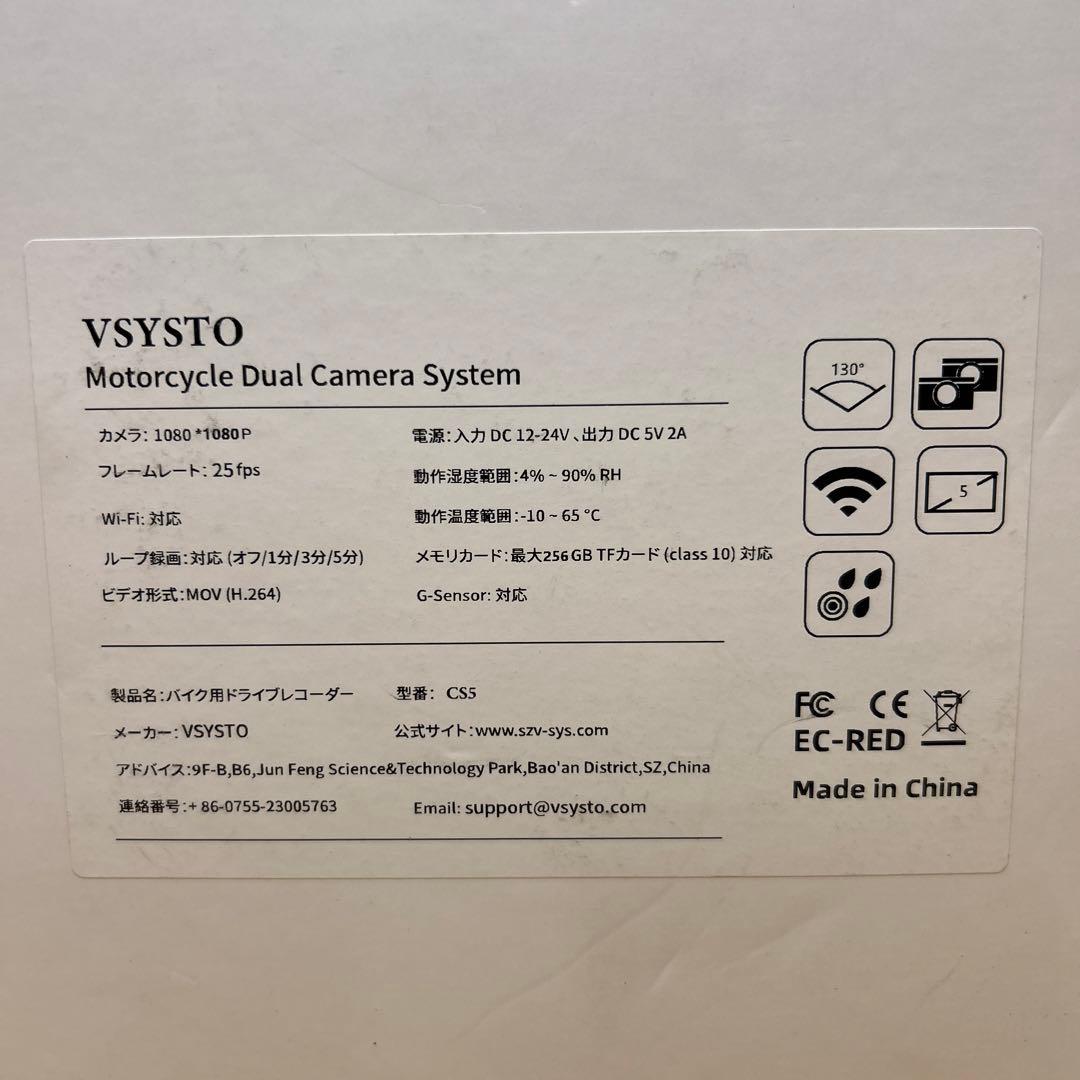 VSYSTO
Motorcycle Dual Camera System
カメラ: 1080 *1080P
電源:入力 DC 12-24V、出力 DC 5V 2A
フレームレート: 25fps
動作湿度範囲:4% ~ 90% RH
Wi-Fi: 対応
動作温度範囲:-10 ~ 65 °C
ループ録画:対応 (オフ/1分/3分/5分)
メモリカード:最大256GB TFカード (class 10) 対応
ビデオ形式:MOV (H.264)
G-Sensor: 対応
130°
5
製品名:バイク用ドライブレコーダー
型番: CS5
メーカー: VSYSTO
公式サイト:www.szv-sys.com
アドバイス:9F-B,B6,Jun Feng Science&Technology Park,Bao'an District,SZ,China
連絡番号:+ 86-0755-23005763
Email: support@vsysto.com
FC CE
EC-RED
Made in China